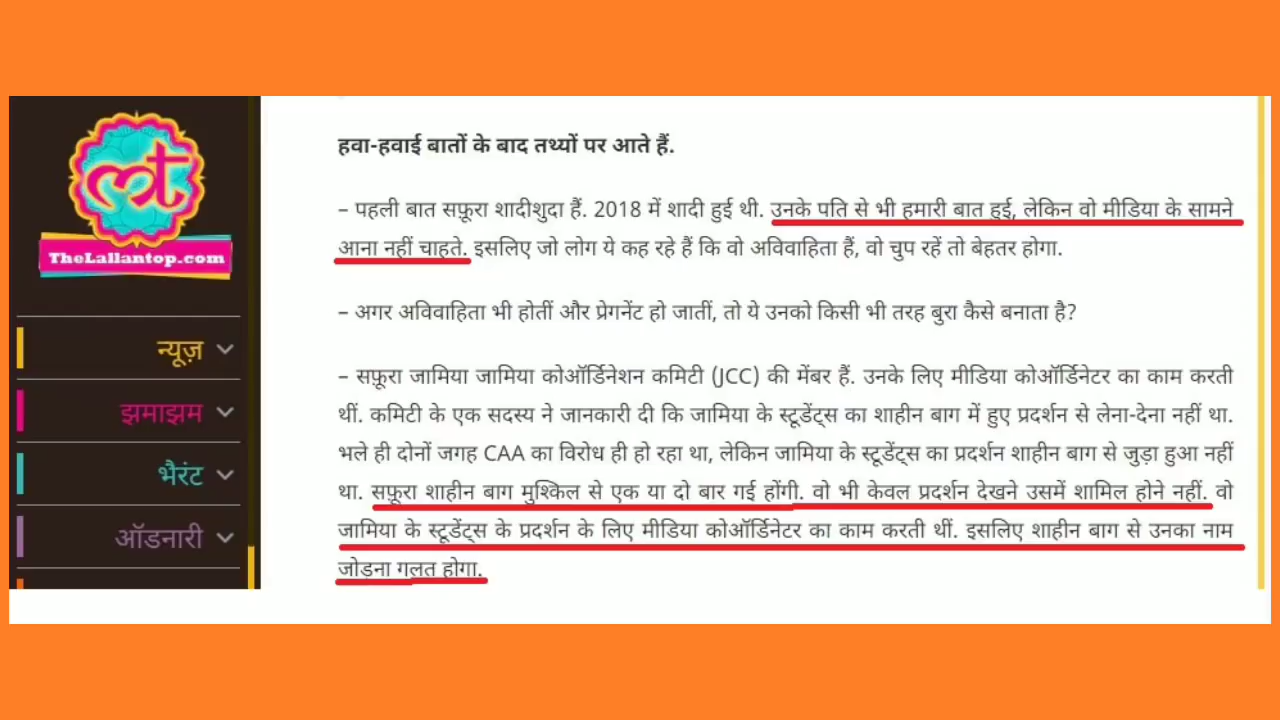 TheLallantop.com
न्यूज़
झमाझम
भैरंट
ऑडनारी
हवा-हवाई बातों के बाद तथ्यों पर आते हैं.
– पहली बात सफ़ूरा शादीशुदा हैं. 2018 में शादी हुई थी. उनके पति से भी हमारी बात हुई, लेकिन वो मीडिया के सामने
आना नहीं चाहते. इसलिए जो लोग ये कह रहे हैं कि वो अविवाहिता हैं, वो चुप रहें तो बेहतर होगा.
– अगर अविवाहिता भी होतीं और प्रेगनेंट हो जातीं, तो ये उनको किसी भी तरह बुरा कैसे बनाता है?
– सफ़ूरा जामिया जामिया कोऑर्डिनेशन कमिटी (JCC) की मेंबर हैं. उनके लिए मीडिया कोऑर्डिनेटर का काम करती
थीं. कमिटी के एक सदस्य ने जानकारी दी कि जामिया के स्टूडेंट्स का शाहीन बाग में हुए प्रदर्शन से लेना-देना नहीं था.
भले ही दोनों जगह CAA का विरोध ही हो रहा था, लेकिन जामिया के स्टूडेंट्स का प्रदर्शन शाहीन बाग से जुड़ा हुआ नहीं
था. सफ़ूरा शाहीन बाग मुश्किल से एक या दो बार गई होंगी. वो भी केवल प्रदर्शन देखने उसमें शामिल होने नहीं. वो
जामिया के स्टूडेंट्स के प्रदर्शन के लिए मीडिया कोऑर्डिनेटर का काम करती थीं. इसलिए शाहीन बाग से उनका नाम
जोड़ना गलत होगा.